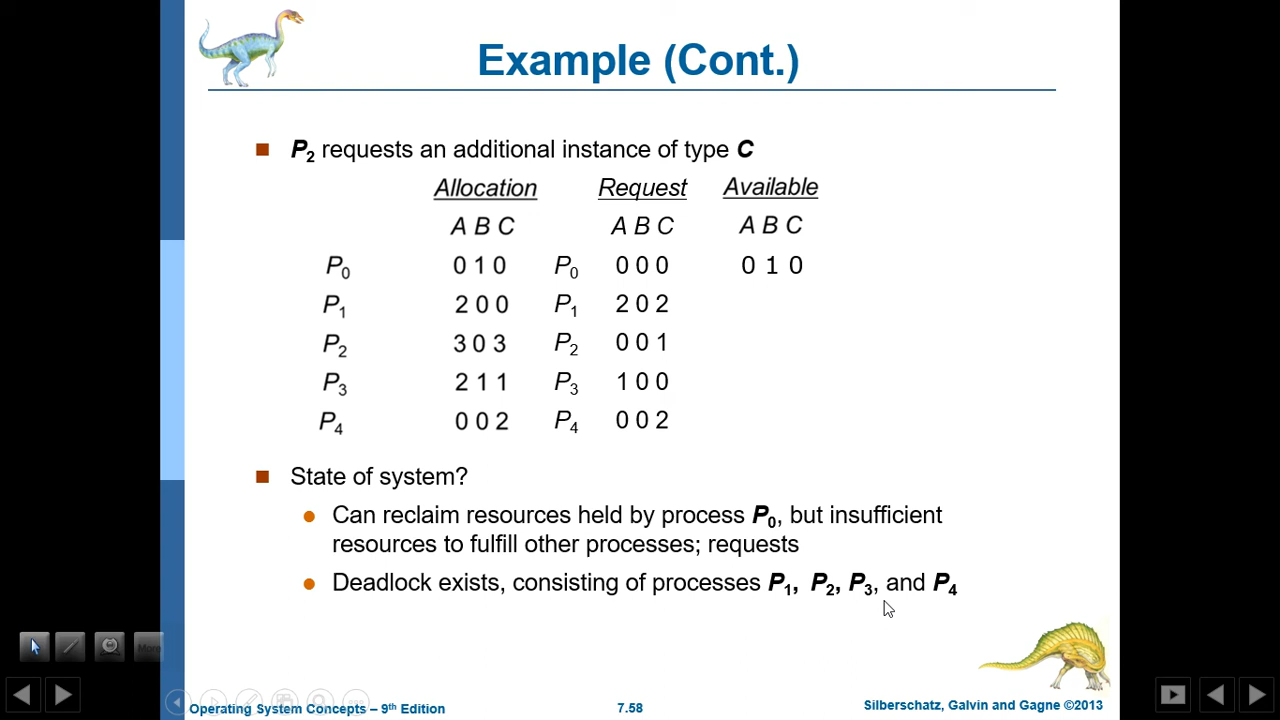 Example (Cont.)
P2 requests an additional instance of type C
Allocation Request Available
A B C A B C A B C
P0 0 1 0 P0 0 0 0 0 1 0
P1 2 0 0 P1 2 0 2
P2 3 0 3 P2 0 0 1
P3 2 1 1 P3 1 0 0
P4 0 0 2 P4 0 0 2
State of system?
Can reclaim resources held by process P0, but insufficient
resources to fulfill other processes; requests
Deadlock exists, consisting of processes P1, P2, P3, and P4
More
Operating System Concepts – 9th Edition 7.58 Silberschatz, Galvin and Gagne ©2013